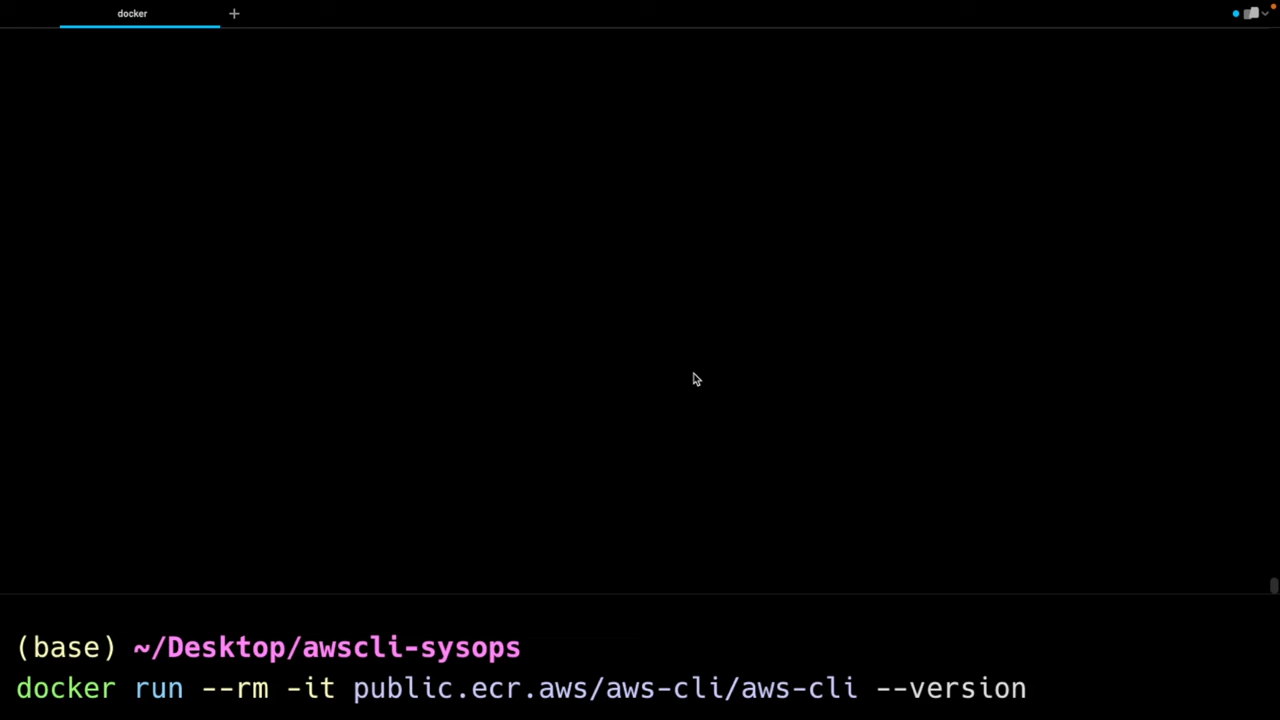 docker +
(base) ~/Desktop/awscli-sysops
docker run --rm -it public.ecr.aws/aws-cli/aws-cli --version